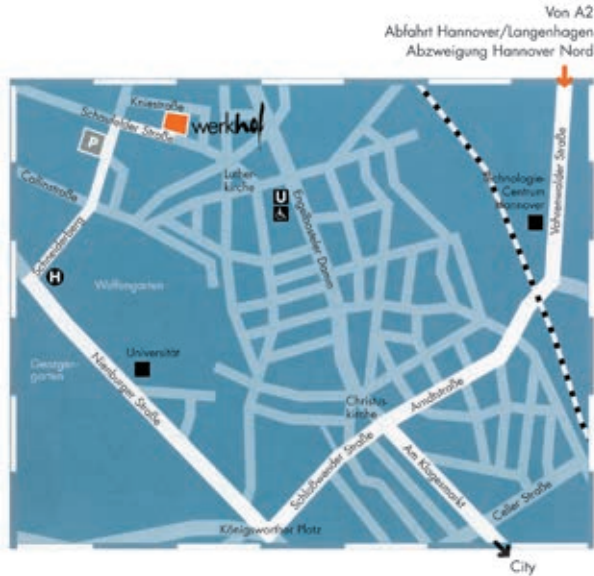 Von A2
Abfahrt Hannover/Langenhagen
Abzweigung Hannover Nord
Kniestraße
Schaufelder Straße
werkhof
P
Callinstraße
Luther-
kirche
U
Engelbosteler Damm
Technologie-
Centrum
Hannover
Vahrenwalder Straße
Schneiderberg
H
Welfengarten
Georgen-
garten
Universität
Nienburger Straße
Christus-
kirche
Arndtstraße
Schloßwender Straße
Am Klagesmarkt
Celler Straße
Königsworther Platz
City